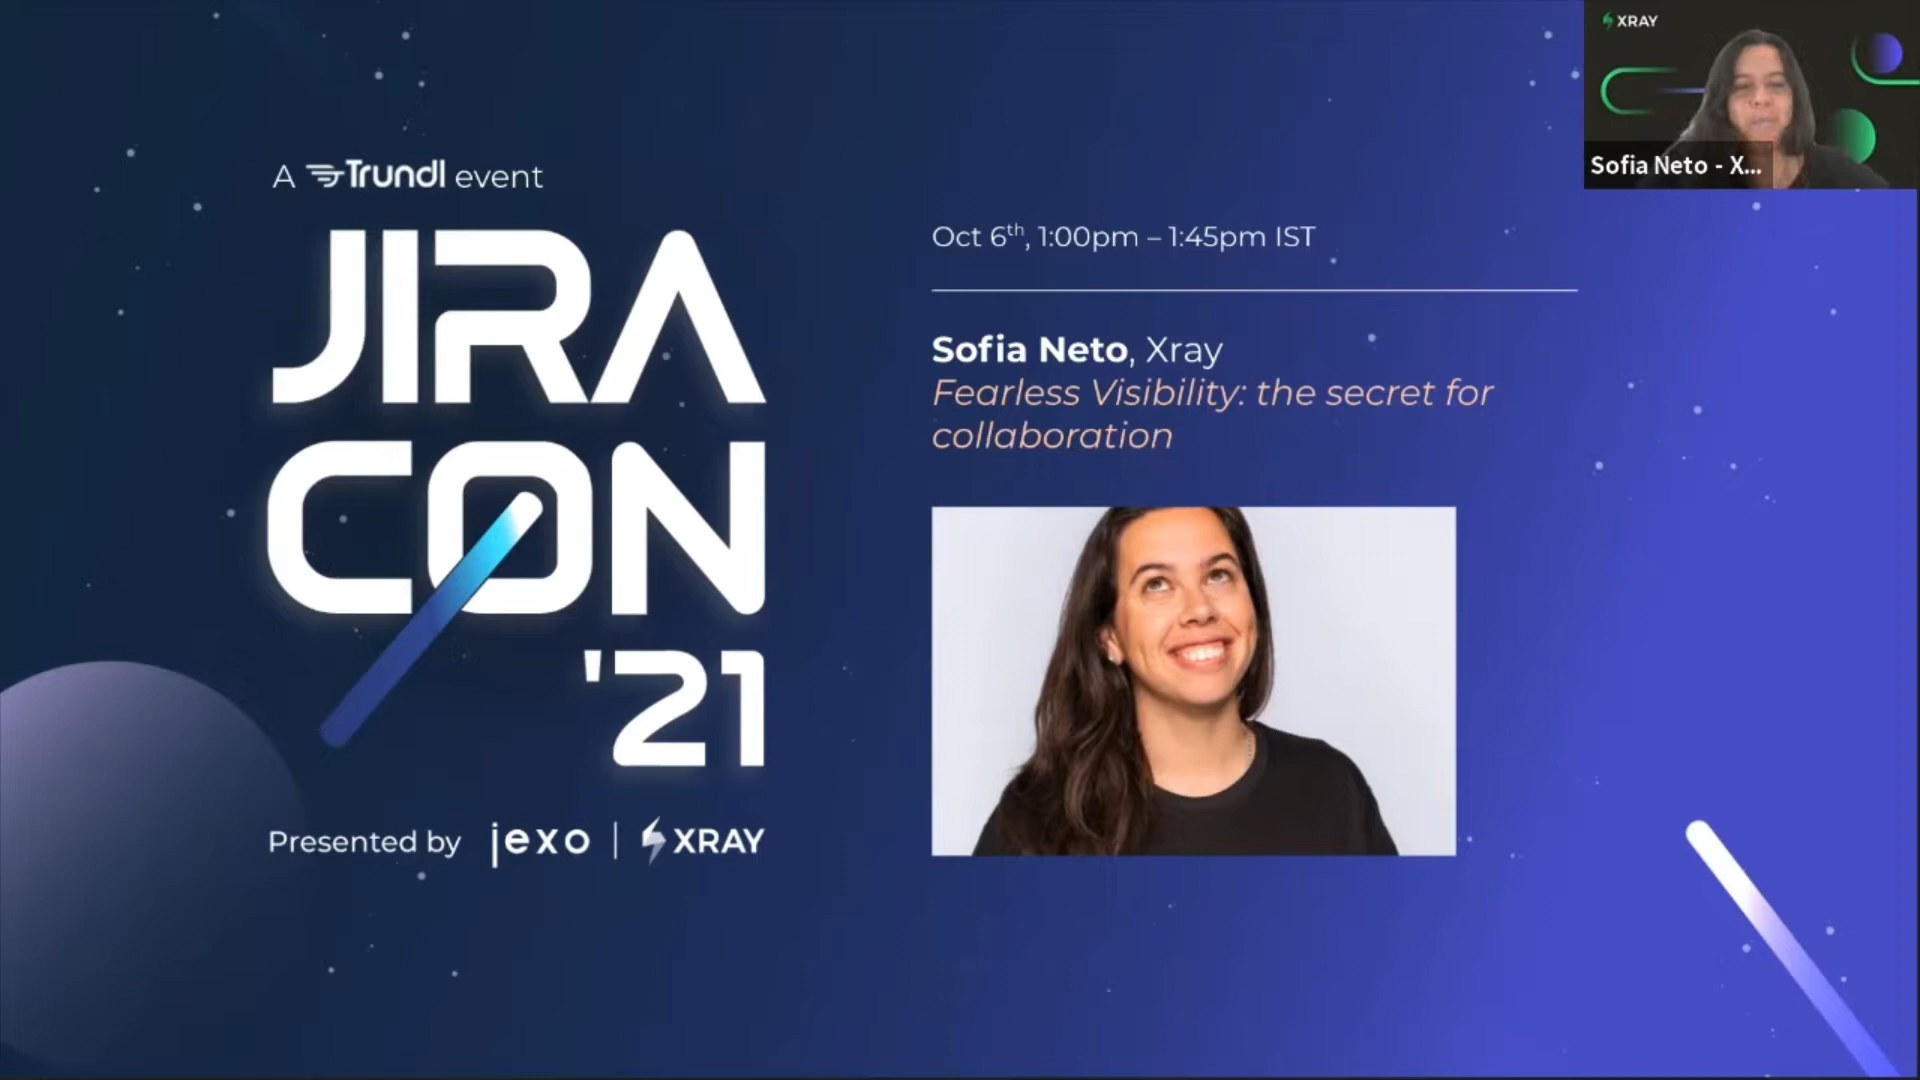 XRAY
Sofia Neto - X...
A Trundl event
JIRA
CON
'21
Presented by jexo | XRAY
Oct 6th, 1:00pm – 1:45pm IST
Sofia Neto, Xray
Fearless Visibility: the secret for
collaboration